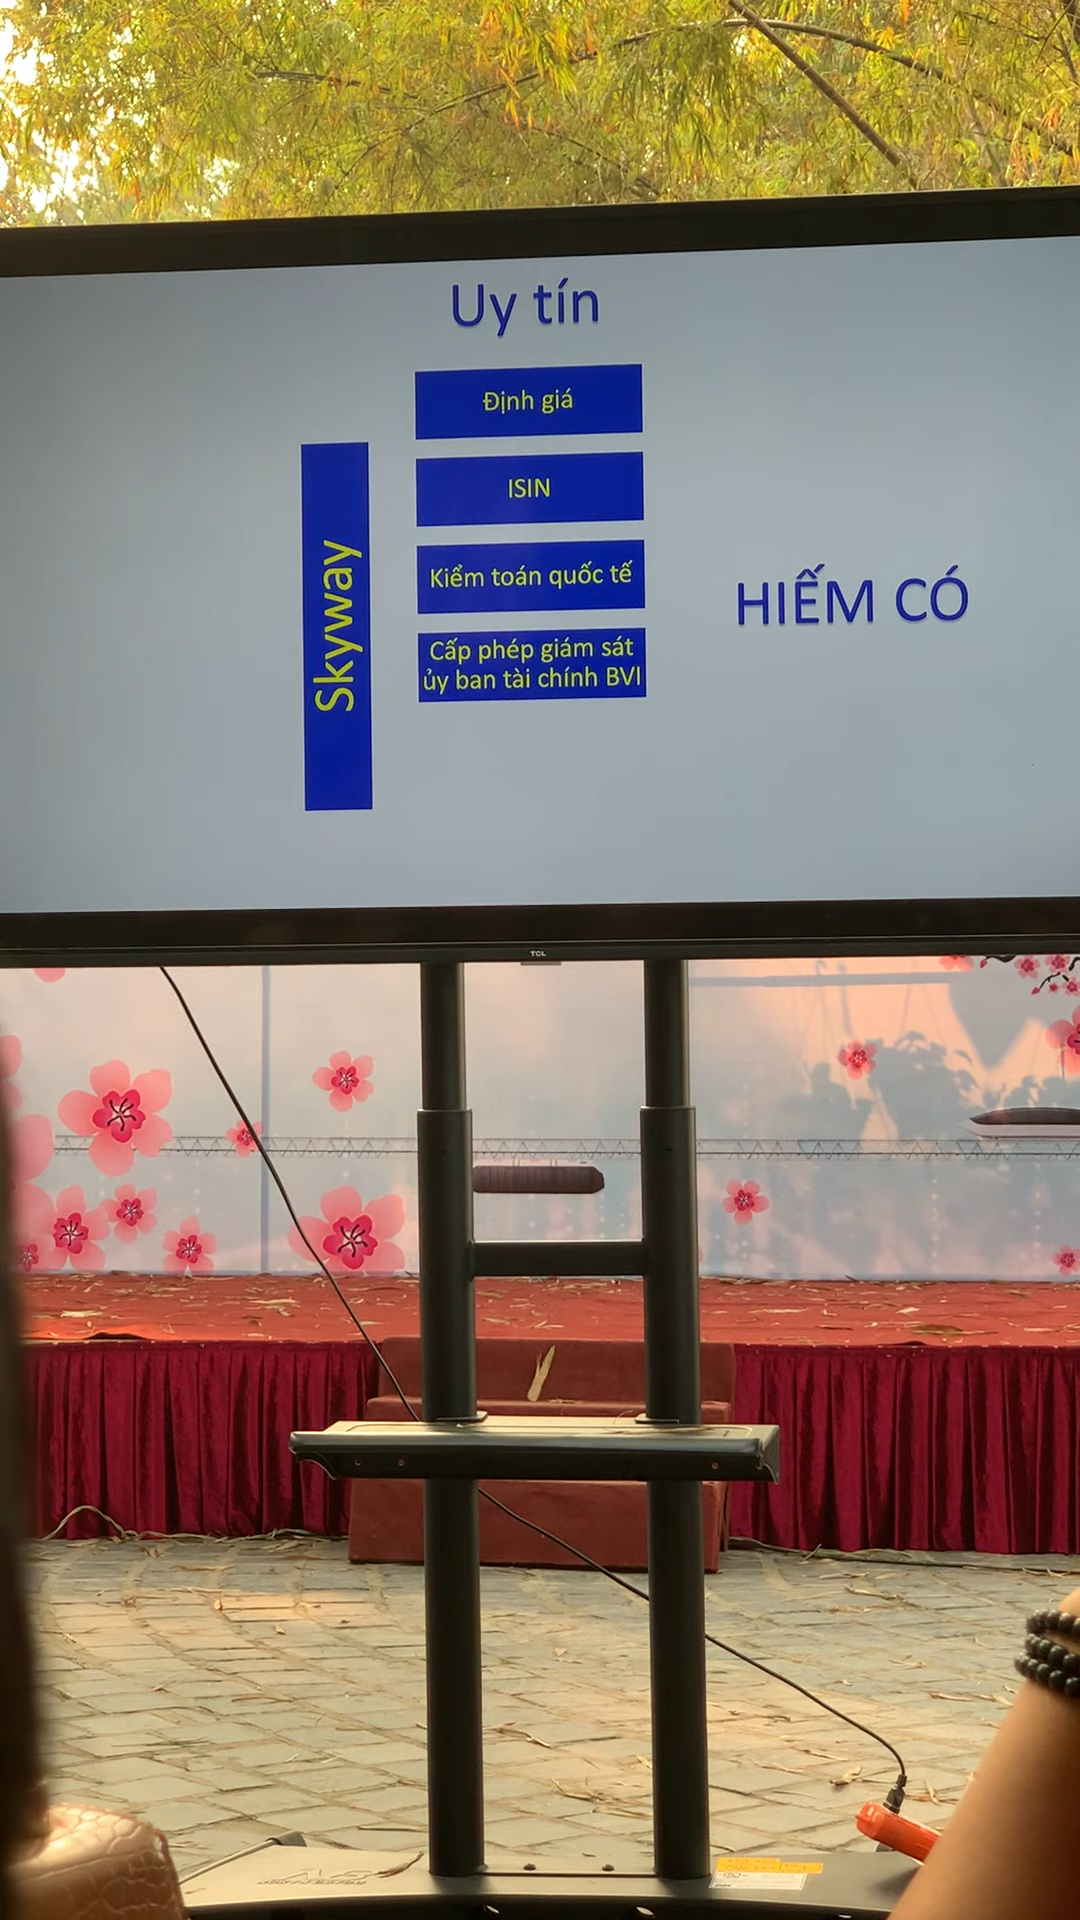 Uy tín
Định giá
ISIN
Kiểm toán quốc tế
Cấp phép giám sát
ủy ban tài chính BVI
Skyway
HIẾM CÓ
TCL